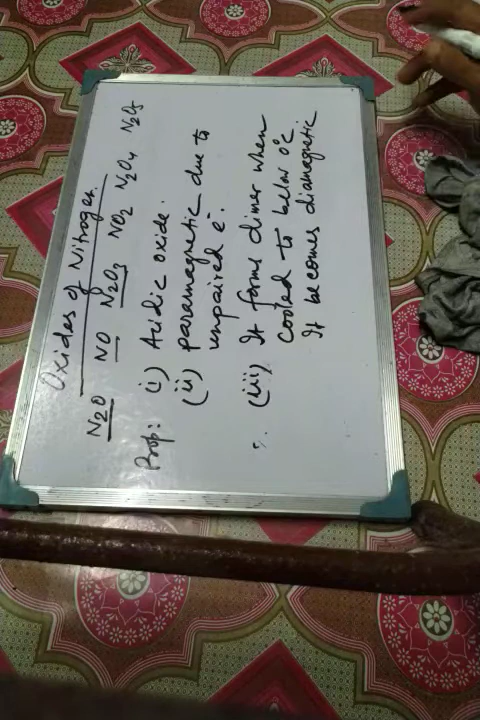 Oxides of Nitrogen.
N2O NO N2O3 NO2 N2O4 N2O5
Prop: (i) Acidic oxide.
(ii) paramagnetic due to
unpaired e-.
(iii) It forms dimer when
cooled to below 0°C.
It becomes diamagnetic